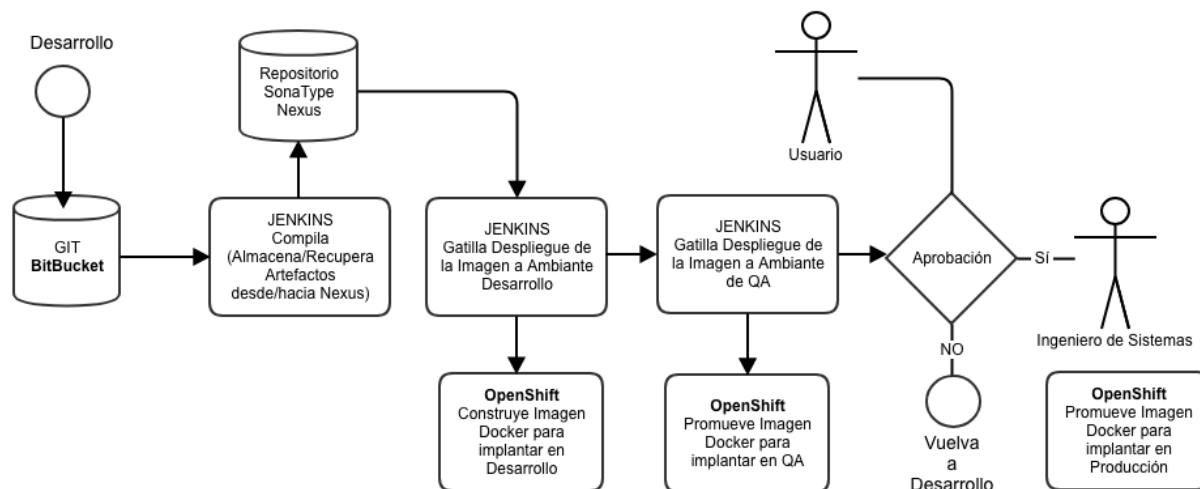 Desarrollo
GIT
BitBucket
JENKINS
Compila
(Almacena/Recupera
Artefactos
desde/hacia Nexus)
Repositorio
SonaType
Nexus
JENKINS
Gatilla Despliegue de
la Imagen a Ambiante
Desarrollo
OpenShift
Construye Imagen
Docker para
implantar en
Desarrollo
JENKINS
Gatilla Despliegue de
la Imagen a Ambiante
de QA
OpenShift
Promueve Imagen
Docker para
implantar en QA
Usuario
Aprobación
Sí
NO
Vuelva
a
Desarrollo
Ingeniero de Sistemas
OpenShift
Promueve Imagen
Docker para
implantar en
Producción